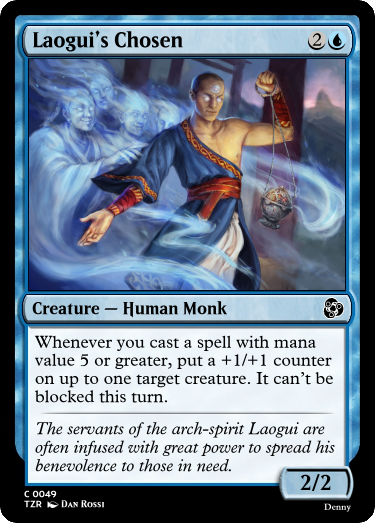 Laogui's Chosen 2
Creature — Human Monk
Whenever you cast a spell with mana
value 5 or greater, put a +1/+1 counter
on up to one target creature. It can't be
blocked this turn.
The servants of the arch-spirit Laogui are
often infused with great power to spread his
benevolence to those in need.
2/2
C 0049
TZR Dan Rossi
Denny